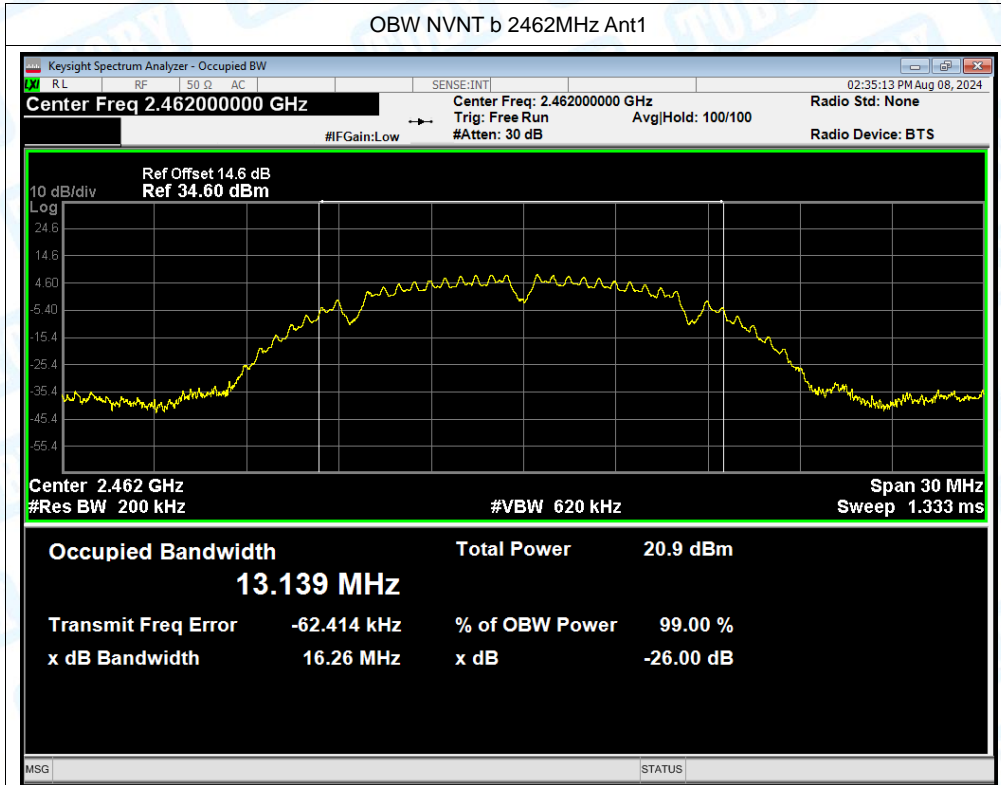 OBW NVNT b 2462MHz Ant1
Keysight Spectrum Analyzer - Occupied BW
LXI RL RF 50 Ω AC SENSE:INT 02:35:13 PM Aug 08, 2024
Center Freq 2.462000000 GHz Center Freq: 2.462000000 GHz Radio Std: None
Trig: Free Run Avg|Hold: 100/100
#IFGain:Low #Atten: 30 dB Radio Device: BTS
Ref Offset 14.6 dB
10 dB/div Ref 34.60 dBm
Log
24.6
14.6
4.60
-5.40
-15.4
-25.4
-35.4
-45.4
-55.4
Center 2.462 GHz Span 30 MHz
#Res BW 200 kHz #VBW 620 kHz Sweep 1.333 ms
Occupied Bandwidth Total Power 20.9 dBm
13.139 MHz
Transmit Freq Error -62.414 kHz % of OBW Power 99.00 %
x dB Bandwidth 16.26 MHz x dB -26.00 dB
MSG STATUS